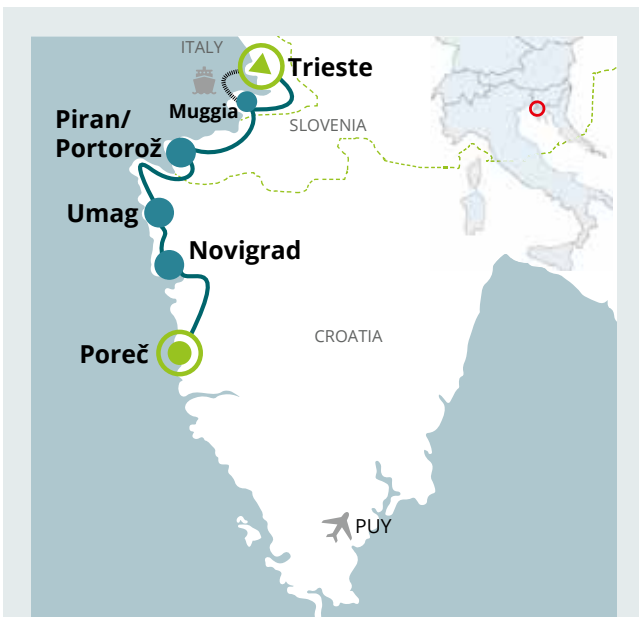 ITALY
Trieste
Muggia
SLOVENIA
Piran/
Portorož
Umag
Novigrad
CROATIA
Poreč
PUY